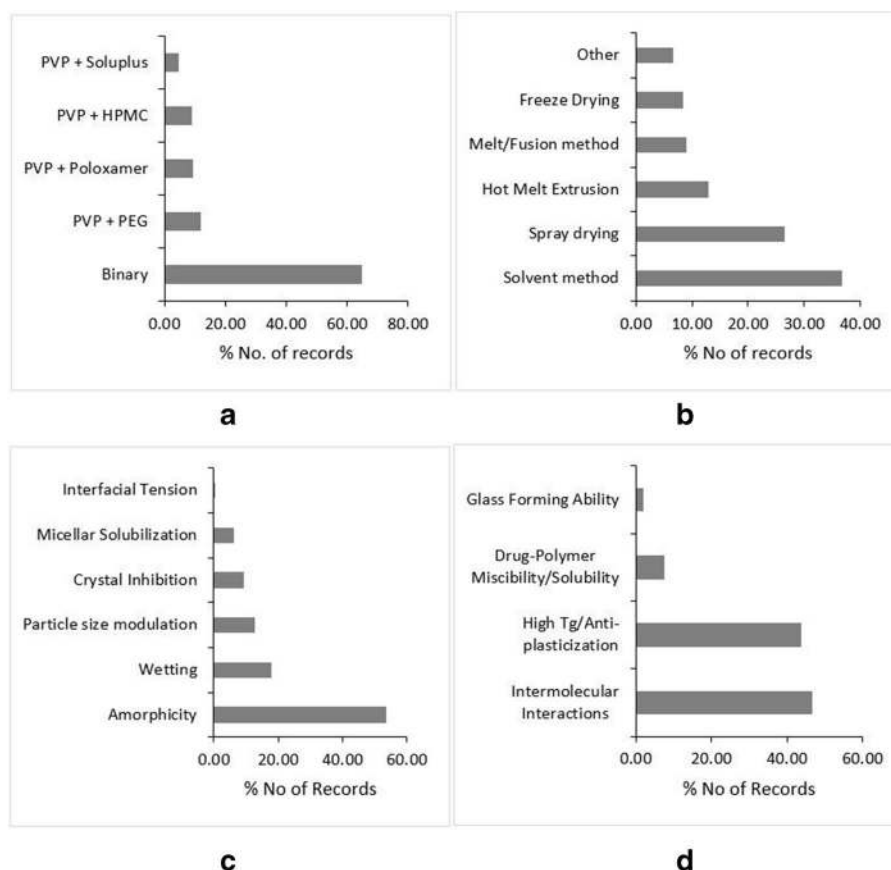 PVP + Soluplus
PVP + HPMC
PVP + Poloxamer
PVP + PEG
Binary
0.00 20.00 40.00 60.00 80.00
% No. of records
a
Other
Freeze Drying
Melt/Fusion method
Hot Melt Extrusion
Spray drying
Solvent method
0.00 10.00 20.00 30.00 40.00
% No of records
b
Interfacial Tension
Micellar Solubilization
Crystal Inhibition
Particle size modulation
Wetting
Amorphicity
0.00 20.00 40.00 60.00
% No of Records
c
Glass Forming Ability
Drug-Polymer
Miscibility/Solubility
High Tg/Anti-
plasticization
Intermolecular
Interactions
0.00 20.00 40.00 60.00
% No of Records
d